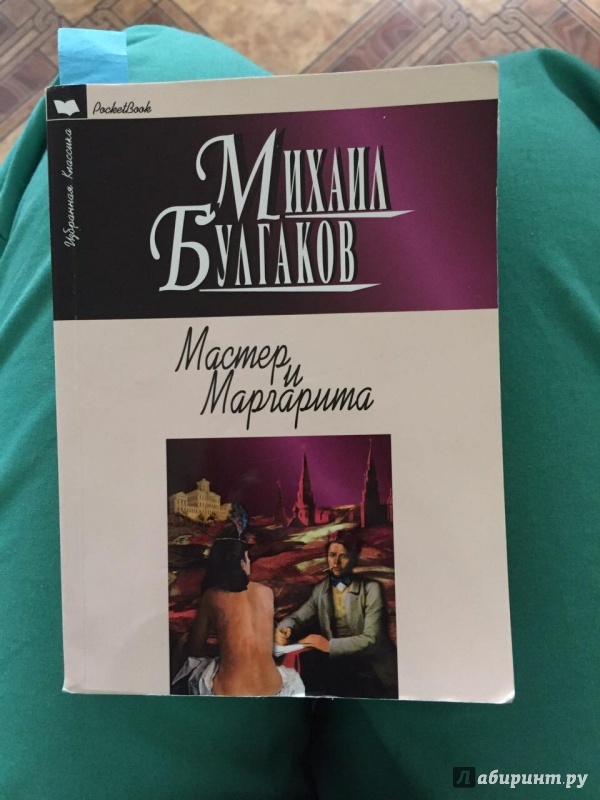 PocketBook
Избранная Классика
Михаил
Булгаков
Мастер
и
Маргарита
Лабиринт.ру